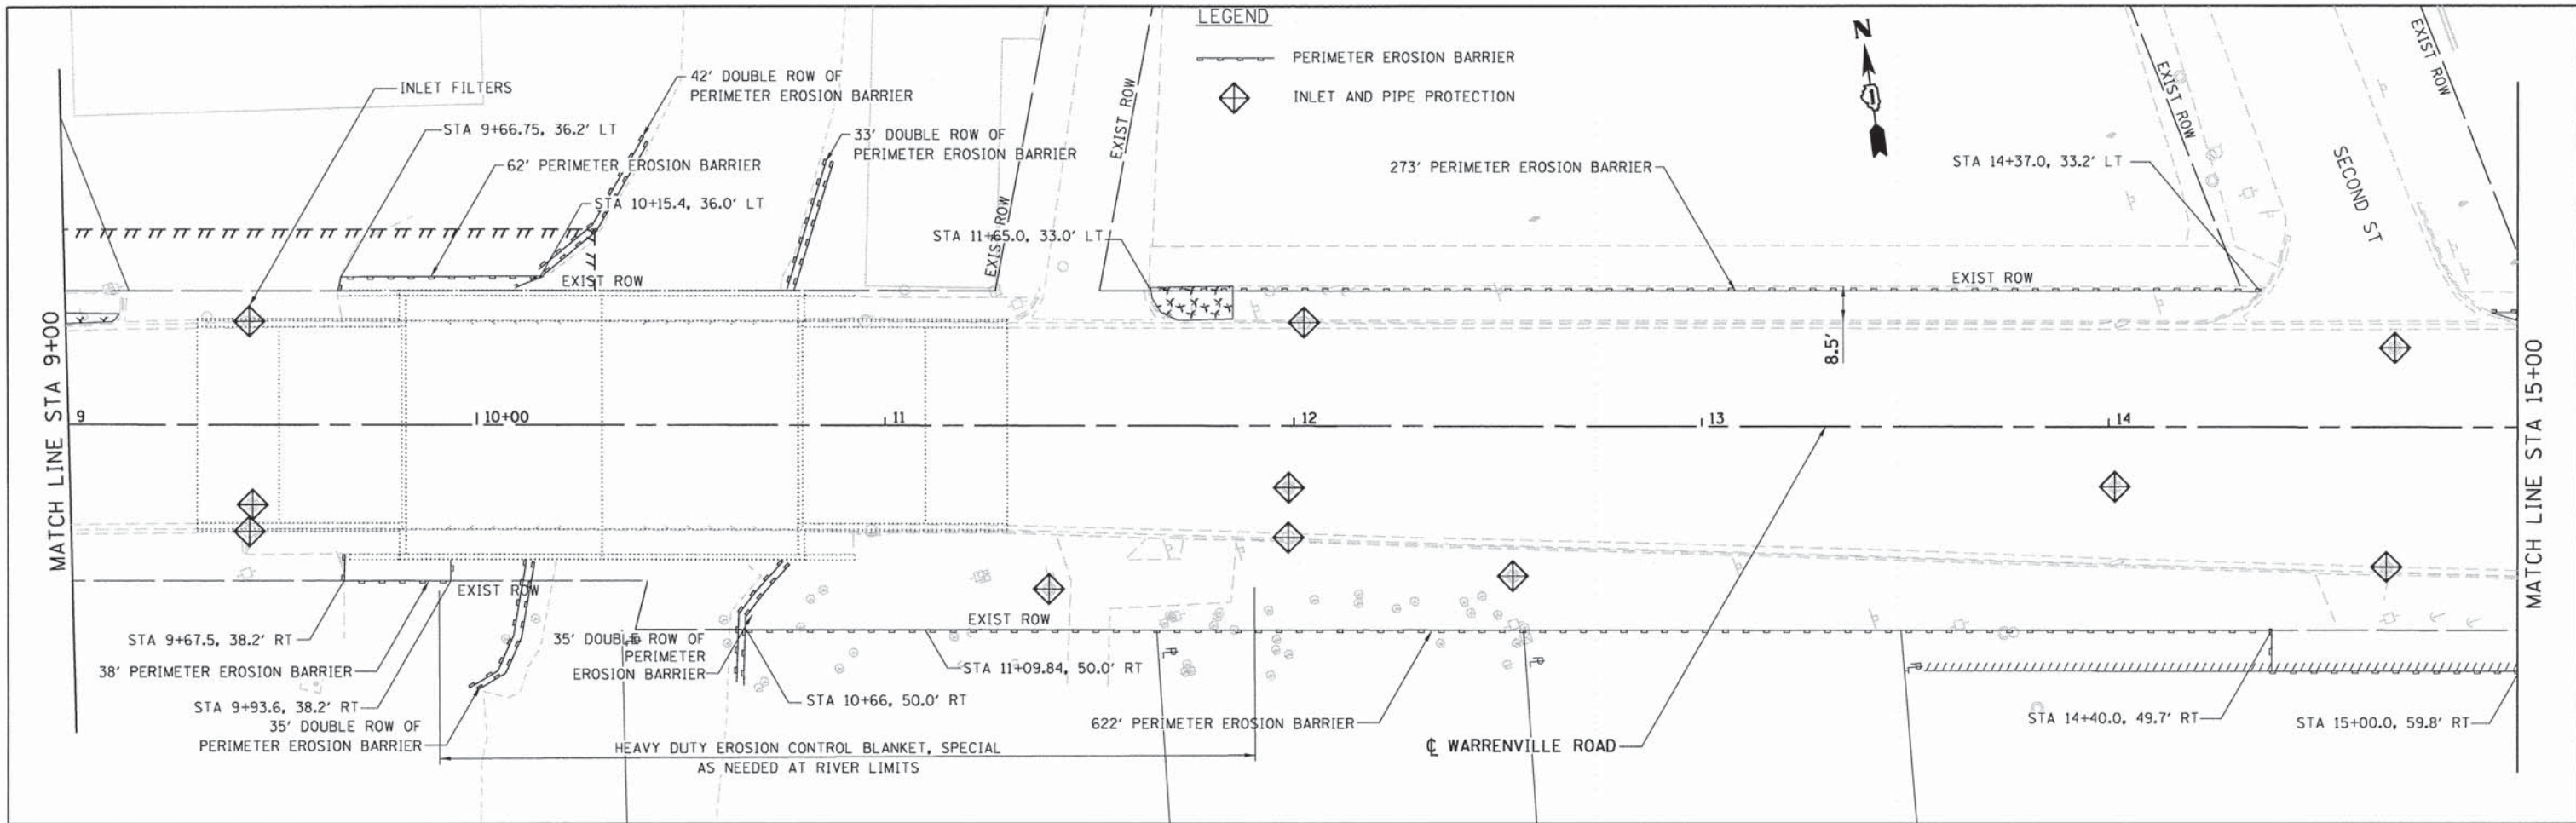 LEGEND
PERIMETER EROSION BARRIER
INLET AND PIPE PROTECTION
N
INLET FILTERS
42' DOUBLE ROW OF
PERIMETER EROSION BARRIER
STA 9+66.75, 36.2' LT
33' DOUBLE ROW OF
PERIMETER EROSION BARRIER
62' PERIMETER EROSION BARRIER
STA 10+15.4, 36.0' LT
EXIST ROW
EXIST ROW
EXIST ROW
STA 11+65.0, 33.0' LT
273' PERIMETER EROSION BARRIER
STA 14+37.0, 33.2' LT
EXIST ROW
EXIST ROW
EXIST ROW
SECOND ST
8.5'
MATCH LINE STA 9+00
9
10+00
11
12
13
14
MATCH LINE STA 15+00
EXIST ROW
EXIST ROW
STA 9+67.5, 38.2' RT
38' PERIMETER EROSION BARRIER
STA 9+93.6, 38.2' RT
35' DOUBLE ROW OF
PERIMETER EROSION BARRIER
35' DOUBLE ROW OF
PERIMETER
EROSION BARRIER
STA 11+09.84, 50.0' RT
STA 10+66, 50.0' RT
622' PERIMETER EROSION BARRIER
HEAVY DUTY EROSION CONTROL BLANKET, SPECIAL
AS NEEDED AT RIVER LIMITS
℄ WARRENVILLE ROAD
STA 14+40.0, 49.7' RT
STA 15+00.0, 59.8' RT